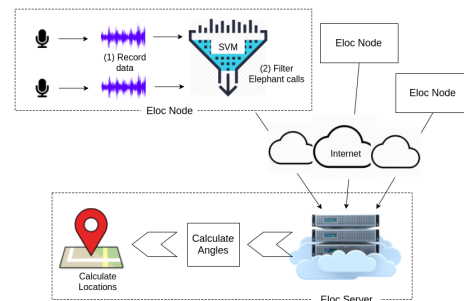 (1) Record
data
SVM
(2) Filter
Elephant calls
Eloc Node
Eloc Node
Eloc Node
Internet
Calculate
Angles
Calculate
Locations
Eloc Server